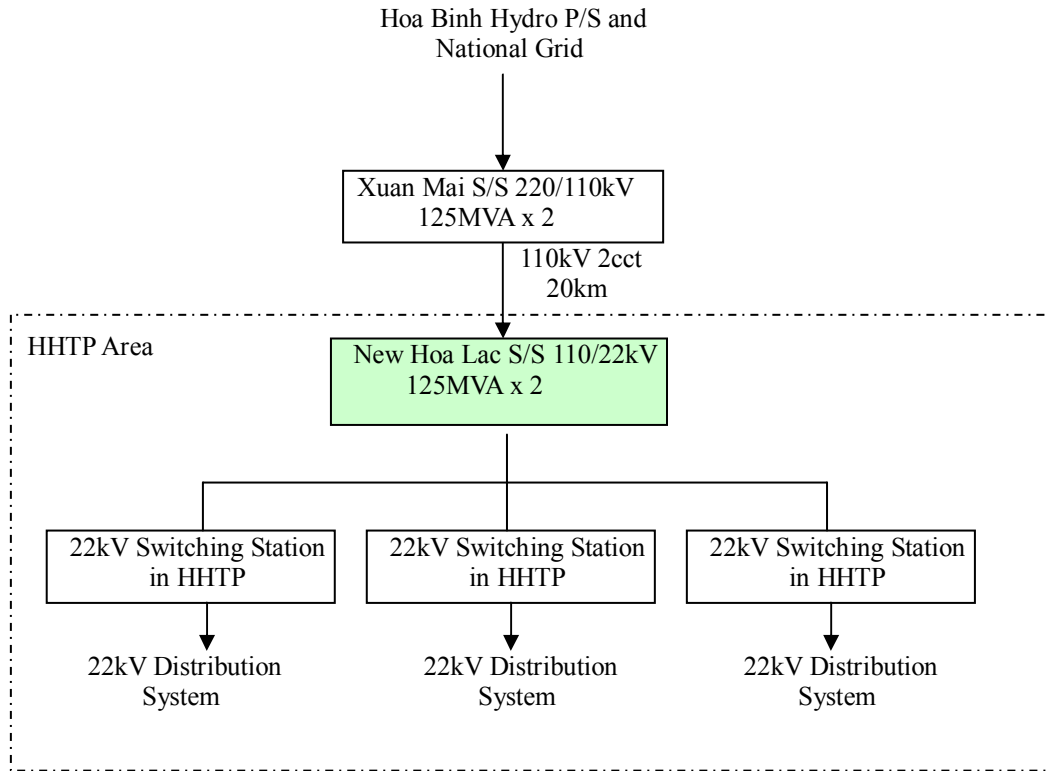 Hoa Binh Hydro P/S and
National Grid
Xuan Mai S/S 220/110kV
125MVA x 2
110kV 2cct
20km
HHTP Area
New Hoa Lac S/S 110/22kV
125MVA x 2
22kV Switching Station
in HHTP
22kV Switching Station
in HHTP
22kV Switching Station
in HHTP
22kV Distribution
System
22kV Distribution
System
22kV Distribution
System